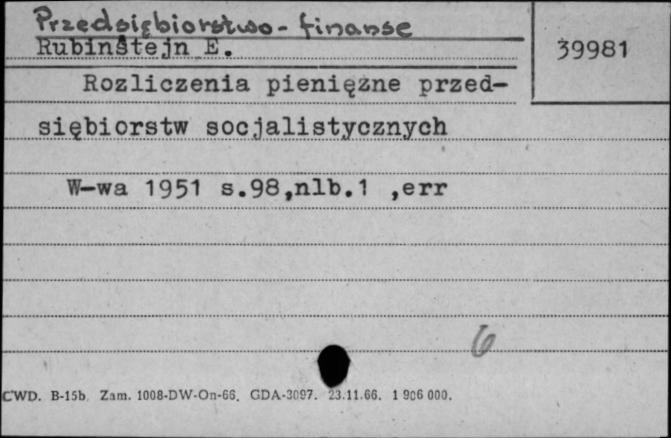 Przedsiębiorstwo - finanse
Rubinštejn E.
39981
Rozliczenia pieniężne przed-
siębiorstw socjalistycznych
W-wa 1951 s.98,nlb.1 ,err
6
CWD. B-15b. Zam. 1008-DW-On-66. GDA-3097. 23.11.66. 1 906 000.